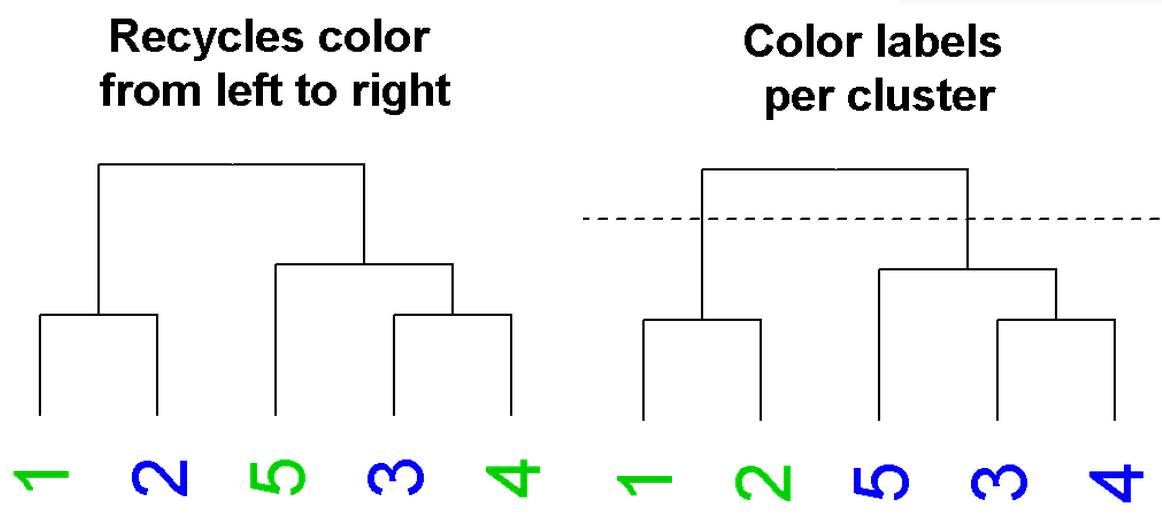 Recycles color
from left to right
1 2 5 3 4
Color labels
per cluster
1 2 5 3 4